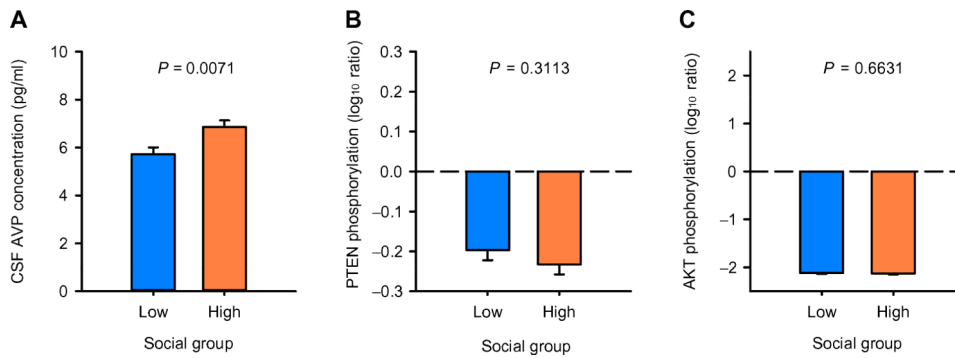 A
CSF AVP concentration (pg/ml)
10
8
6
4
2
0
P = 0.0071
Low
High
Social group
B
PTEN phosphorylation (log₁₀ ratio)
0.3
0.2
0.1
0.0
–0.1
–0.2
–0.3
P = 0.3113
Low
High
Social group
C
AKT phosphorylation (log₁₀ ratio)
2
1
0
–1
–2
P = 0.6631
Low
High
Social group